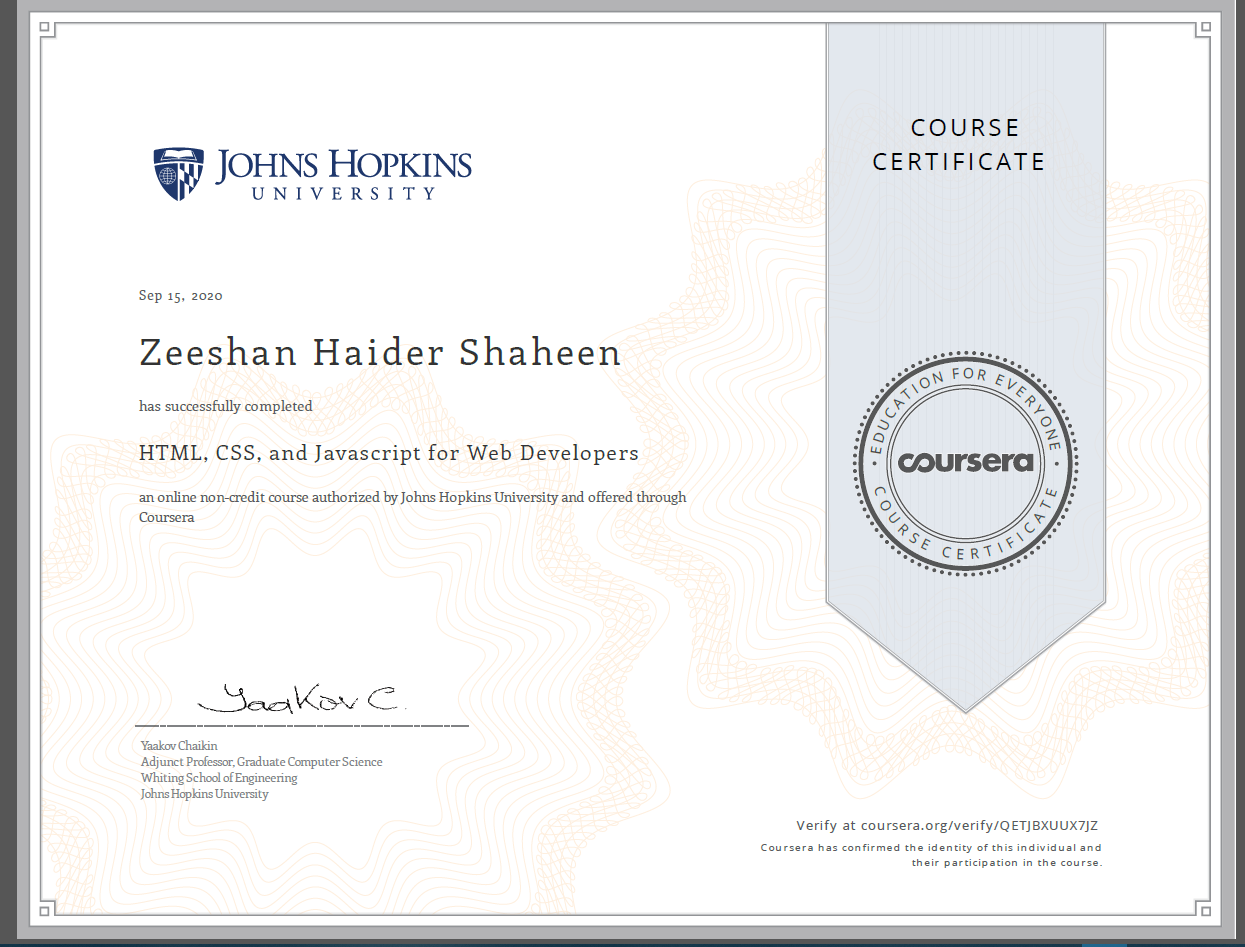 JOHNS HOPKINS
UNIVERSITY
COURSE
CERTIFICATE
Sep 15, 2020
Zeeshan Haider Shaheen
has successfully completed
HTML, CSS, and Javascript for Web Developers
an online non-credit course authorized by Johns Hopkins University and offered through
Coursera
EDUCATION FOR EVERYONE
coursera
COURSE CERTIFICATE
Yaakov C.
Yaakov Chaikin
Adjunct Professor, Graduate Computer Science
Whiting School of Engineering
Johns Hopkins University
Verify at coursera.org/verify/QETJBXUUX7JZ
Coursera has confirmed the identity of this individual and
their participation in the course.